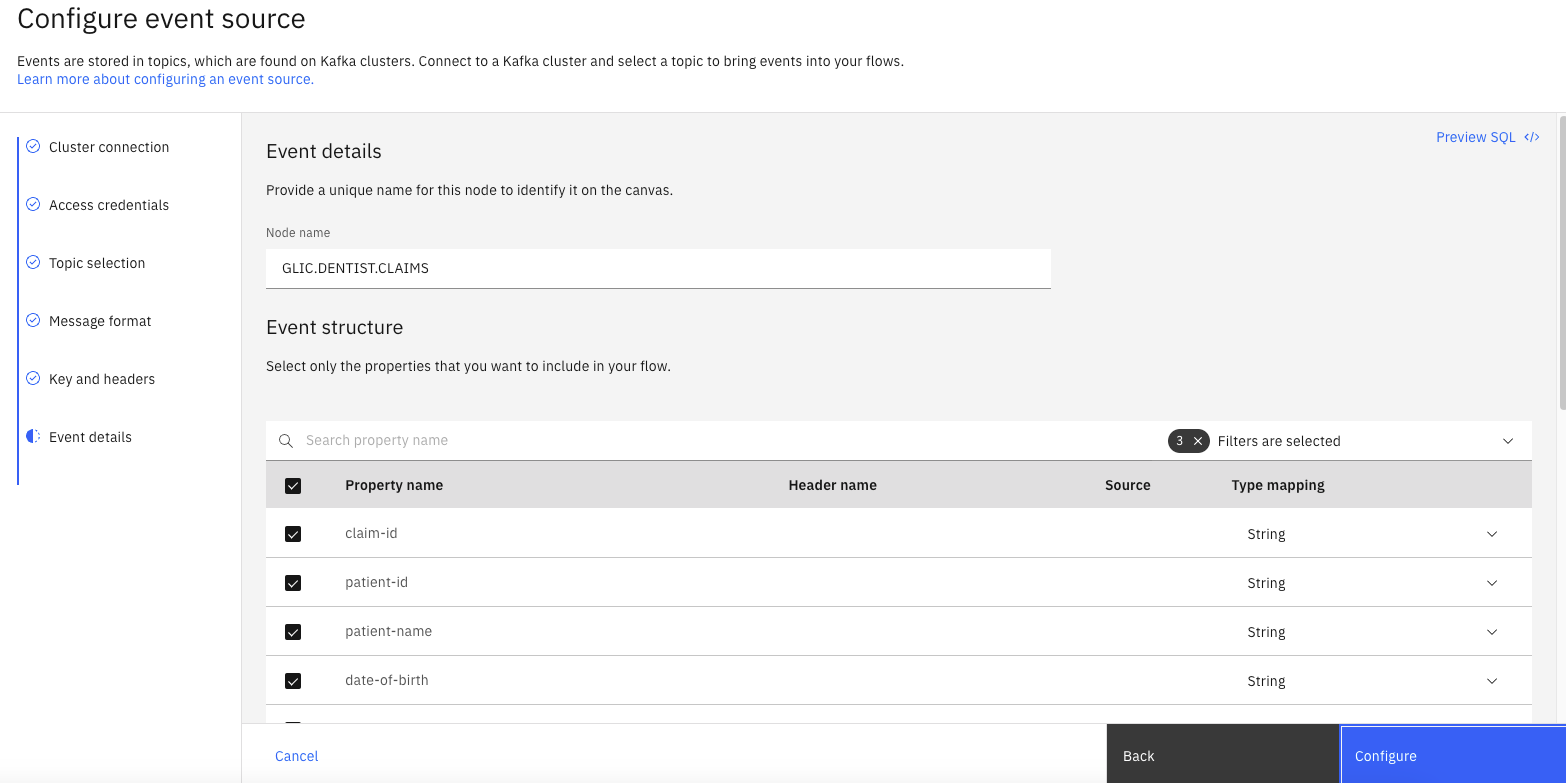 Configure event source
Events are stored in topics, which are found on Kafka clusters. Connect to a Kafka cluster and select a topic to bring events into your flows.
Learn more about configuring an event source.
Cluster connection
Access credentials
Topic selection
Message format
Key and headers
Event details
Preview SQL </>
Event details
Provide a unique name for this node to identify it on the canvas.
Node name
GLIC.DENTIST.CLAIMS
Event structure
Select only the properties that you want to include in your flow.
Search property name
3 × Filters are selected
Property name Header name Source Type mapping
claim-id String
patient-id String
patient-name String
date-of-birth String
Cancel
Back
Configure